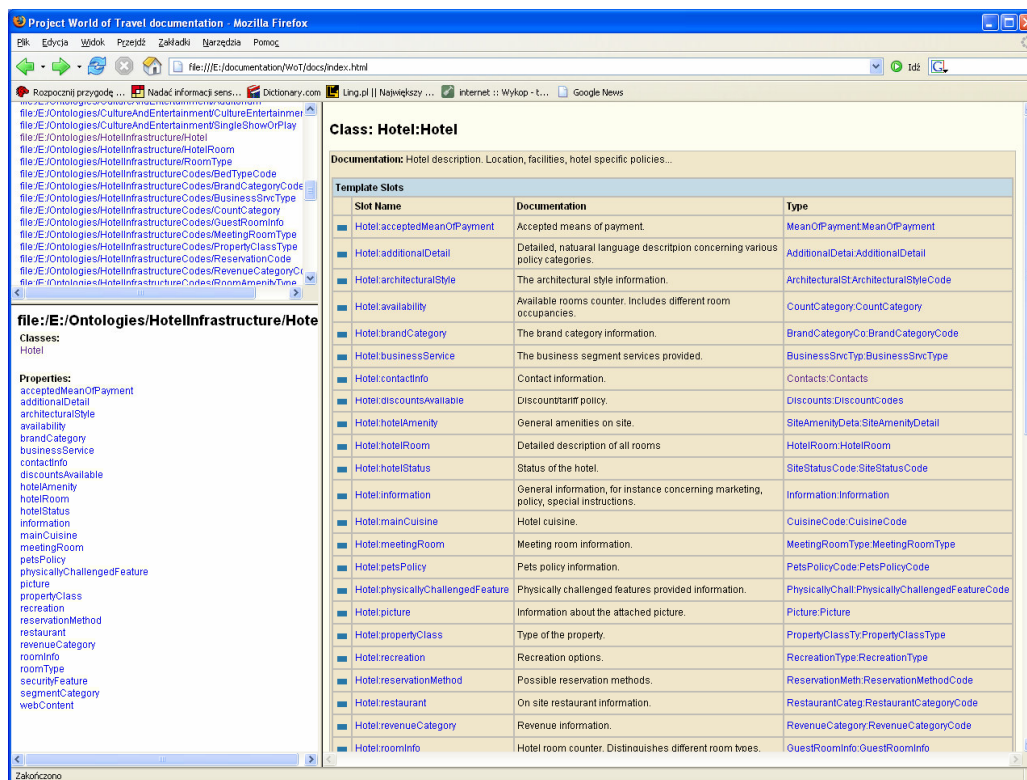 Project World of Travel documentation - Mozilla Firefox
Plik Edycja Widok Przejdź Zakładki Narzędzia Pomoc
file:///E:/documentation/WoT/docs/index.html
Idź
Rozpocznij przygodę ... Nadać informacji sens... Dictionary.com Ling.pl || Największy ... internet :: Wykop - t... Google News
file:/E:/Ontologies/CultureAndEntertainment/Auditorium
file:/E:/Ontologies/CultureAndEntertainment/CultureEntertainmen
file:/E:/Ontologies/CultureAndEntertainment/SingleShowOrPlay
file:/E:/Ontologies/HotelInfrastructure/Hotel
file:/E:/Ontologies/HotelInfrastructure/HotelRoom
file:/E:/Ontologies/HotelInfrastructure/RoomType
file:/E:/Ontologies/HotelInfrastructureCodes/BedTypeCode
file:/E:/Ontologies/HotelInfrastructureCodes/BrandCategoryCode
file:/E:/Ontologies/HotelInfrastructureCodes/BusinessSrvcType
file:/E:/Ontologies/HotelInfrastructureCodes/CountCategory
file:/E:/Ontologies/HotelInfrastructureCodes/GuestRoomInfo
file:/E:/Ontologies/HotelInfrastructureCodes/MeetingRoomType
file:/E:/Ontologies/HotelInfrastructureCodes/PropertyClassType
file:/E:/Ontologies/HotelInfrastructureCodes/ReservationCode
file:/E:/Ontologies/HotelInfrastructureCodes/RevenueCategoryCo
file:/E:/Ontologies/HotelInfrastructureCodes/RoomAmenityType
file:/E:/Ontologies/HotelInfrastructure/Hote
Classes:
Hotel
Properties:
acceptedMeanOfPayment
additionalDetail
architecturalStyle
availability
brandCategory
businessService
contactInfo
discountsAvailable
hotelAmenity
hotelRoom
hotelStatus
information
mainCuisine
meetingRoom
petsPolicy
physicallyChallengedFeature
picture
propertyClass
recreation
reservationMethod
restaurant
revenueCategory
roomInfo
roomType
securityFeature
segmentCategory
webContent
Class: Hotel:Hotel
Documentation: Hotel description. Location, facilities, hotel specific policies...
Template Slots
Slot Name Documentation Type
Hotel:acceptedMeanOfPayment Accepted means of payment. MeanOfPayment:MeanOfPayment
Hotel:additionalDetail Detailed, natuaral language descritpion concerning various policy categories. AdditionalDetai:AdditionalDetail
Hotel:architecturalStyle The architectural style information. ArchitecturalSt:ArchitecturalStyleCode
Hotel:availability Available rooms counter. Includes different room occupancies. CountCategory:CountCategory
Hotel:brandCategory The brand category information. BrandCategoryCo:BrandCategoryCode
Hotel:businessService The business segment services provided. BusinessSrvcTyp:BusinessSrvcType
Hotel:contactInfo Contact information. Contacts:Contacts
Hotel:discountsAvailable Discount/tariff policy. Discounts:DiscountCodes
Hotel:hotelAmenity General amenities on site. SiteAmenityDeta:SiteAmenityDetail
Hotel:hotelRoom Detailed description of all rooms HotelRoom:HotelRoom
Hotel:hotelStatus Status of the hotel. SiteStatusCode:SiteStatusCode
Hotel:information General information, for instance concerning marketing, policy, special instructions. Information:Information
Hotel:mainCuisine Hotel cuisine. CuisineCode:CuisineCode
Hotel:meetingRoom Meeting room information. MeetingRoomType:MeetingRoomType
Hotel:petsPolicy Pets policy information. PetsPolicyCode:PetsPolicyCode
Hotel:physicallyChallengedFeature Physically challenged features provided information. PhysicallyChall:PhysicallyChallengedFeatureCode
Hotel:picture Information about the attached picture. Picture:Picture
Hotel:propertyClass Type of the property. PropertyClassTy:PropertyClassType
Hotel:recreation Recreation options. RecreationType:RecreationType
Hotel:reservationMethod Possible reservation methods. ReservationMeth:ReservationMethodCode
Hotel:restaurant On site restaurant information. RestaurantCateg:RestaurantCategoryCode
Hotel:revenueCategory Revenue information. RevenueCategory:RevenueCategoryCode
Hotel:roomInfo Hotel room counter. Distinguishes different room types. GuestRoomInfo:GuestRoomInfo
Zakończono